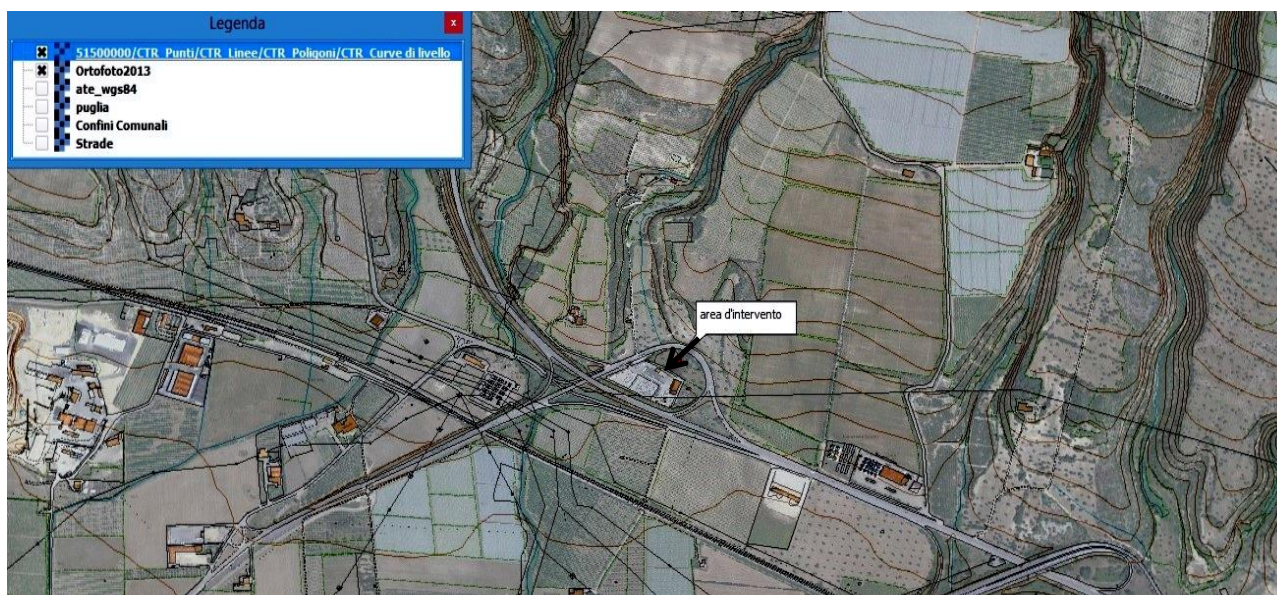 Legenda
x
51500000/CTR_Punti/CTR_Linee/CTR_Poligoni/CTR_Curve di livello
Ortofoto2013
ate_wgs84
puglia
Confini Comunali
Strade
area d'intervento